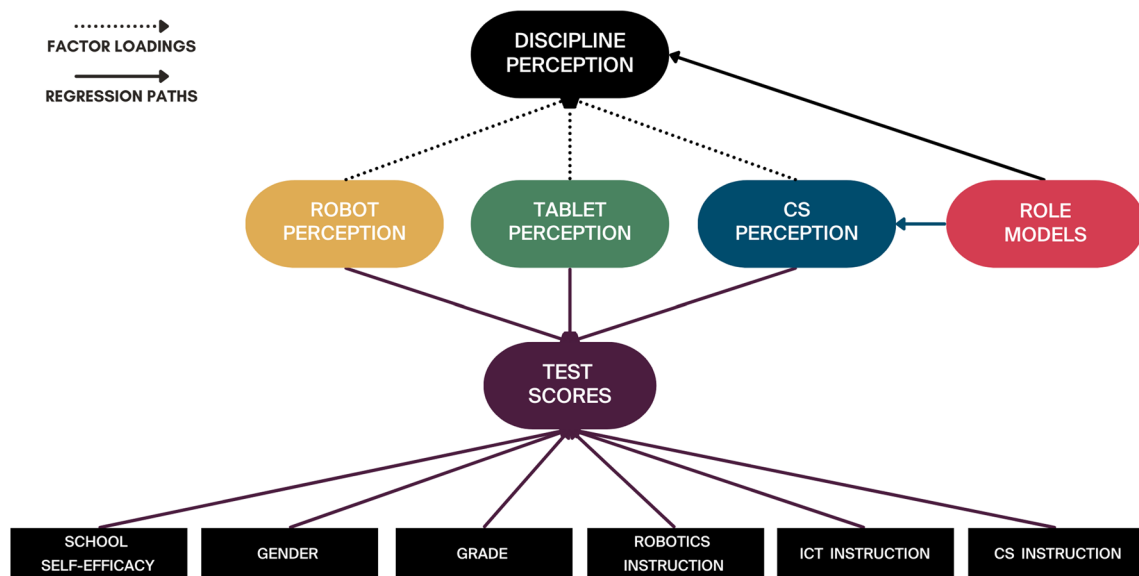 FACTOR LOADINGS
REGRESSION PATHS
DISCIPLINE
PERCEPTION
ROBOT
PERCEPTION
TABLET
PERCEPTION
CS
PERCEPTION
ROLE
MODELS
TEST
SCORES
SCHOOL
SELF-EFFICACY
GENDER
GRADE
ROBOTICS
INSTRUCTION
ICT INSTRUCTION
CS INSTRUCTION